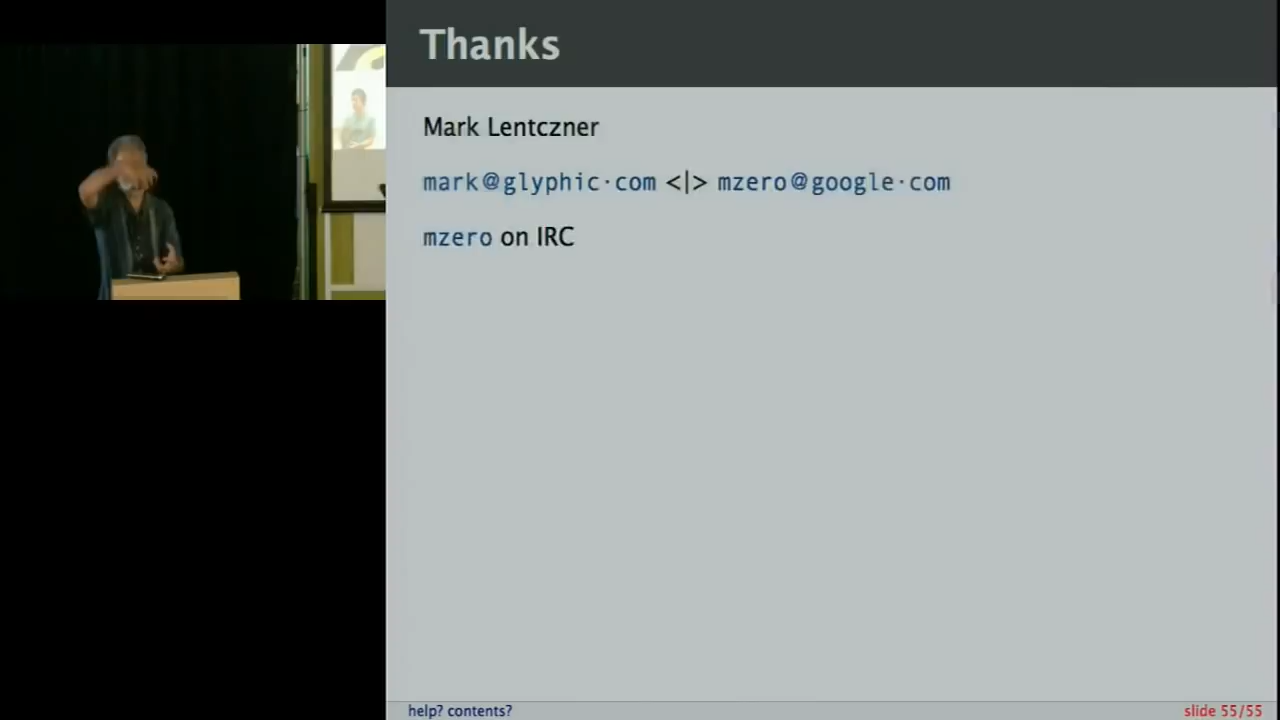 Thanks
Mark Lentczner
mark@glyphic·com <|> mzero@google·com
mzero on IRC
help? contents?
slide 55/55